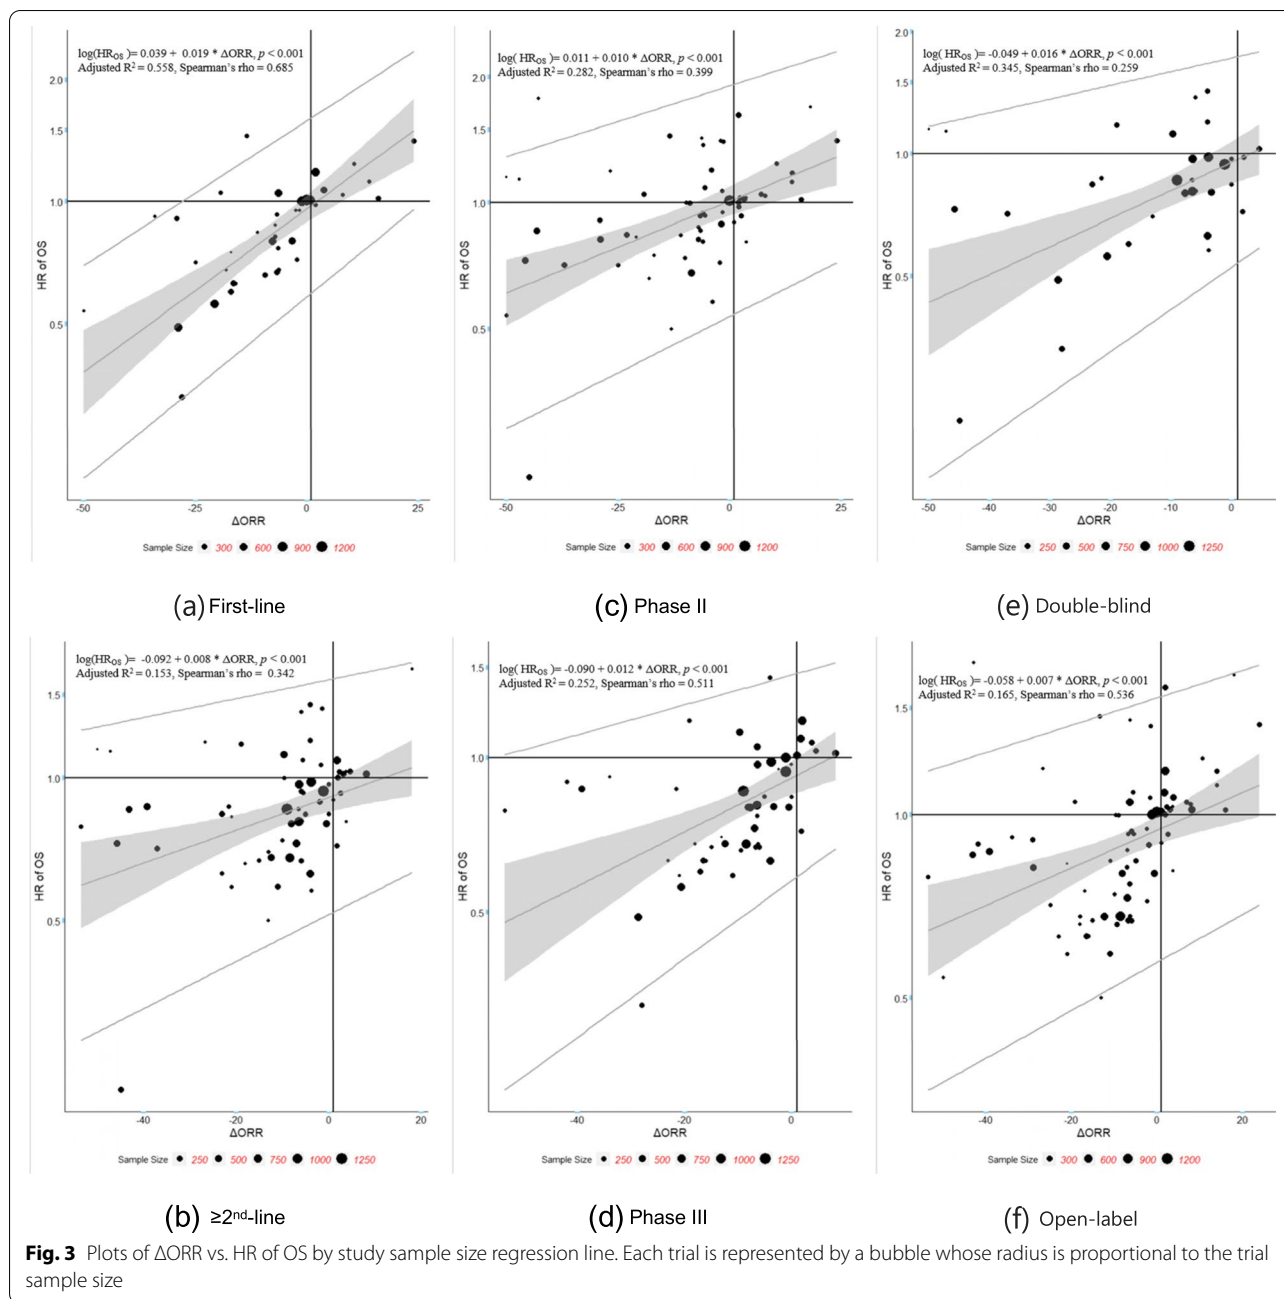 log(HROS)= 0.039 + 0.019 * ΔORR, p < 0.001
Adjusted R2 = 0.558, Spearman's rho = 0.685
2.0
1.5
1.0
0.5
HR of OS
-50
-25
0
25
ΔORR
Sample Size 300 600 900 1200
(a) First-line
log( HROS )= 0.011 + 0.010 * ΔORR, p < 0.001
Adjusted R2 = 0.282, Spearman's rho = 0.399
2.0
1.5
1.0
0.5
HR of OS
-50
-25
0
25
ΔORR
Sample Size 300 600 900 1200
(c) Phase II
log( HROS )= -0.049 + 0.016 * ΔORR, p < 0.001
Adjusted R2 = 0.345, Spearman's rho = 0.259
2.0
1.5
1.0
0.5
HR of OS
-50
-40
-30
-20
-10
0
ΔORR
Sample Size 250 500 750 1000 1250
(e) Double-blind
log(HROS )= -0.092 + 0.008 * ΔORR, p < 0.001
Adjusted R2 = 0.153, Spearman's rho = 0.342
1.5
1.0
0.5
HR of OS
-40
-20
0
20
ΔORR
Sample Size 250 500 750 1000 1250
(b) ≥2nd-line
log( HROS )= -0.090 + 0.012 * ΔORR, p < 0.001
Adjusted R2 = 0.252, Spearman's rho = 0.511
1.5
1.0
0.5
HR of OS
-40
-20
0
ΔORR
Sample Size 250 500 750 1000 1250
(d) Phase III
log( HROS )= -0.058 + 0.007 * ΔORR, p < 0.001
Adjusted R2 = 0.165, Spearman's rho = 0.536
1.5
1.0
0.5
HR of OS
-40
-20
0
20
ΔORR
Sample Size 300 600 900 1200
(f) Open-label
Fig. 3 Plots of ΔORR vs. HR of OS by study sample size regression line. Each trial is represented by a bubble whose radius is proportional to the trial
sample size